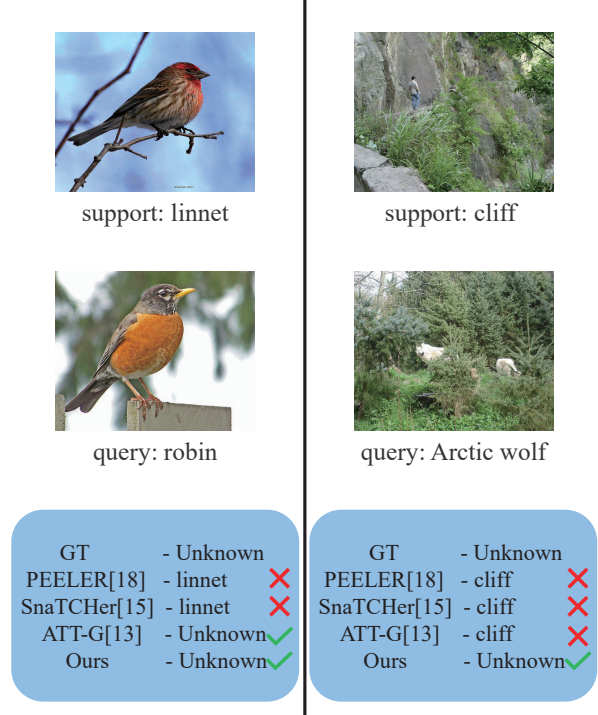 support: linnet
query: robin
GT - Unknown
PEELER[18] - linnet
SnaTCHer[15] - linnet
ATT-G[13] - Unknown
Ours - Unknown
support: cliff
query: Arctic wolf
GT - Unknown
PEELER[18] - cliff
SnaTCHer[15] - cliff
ATT-G[13] - cliff
Ours - Unknown